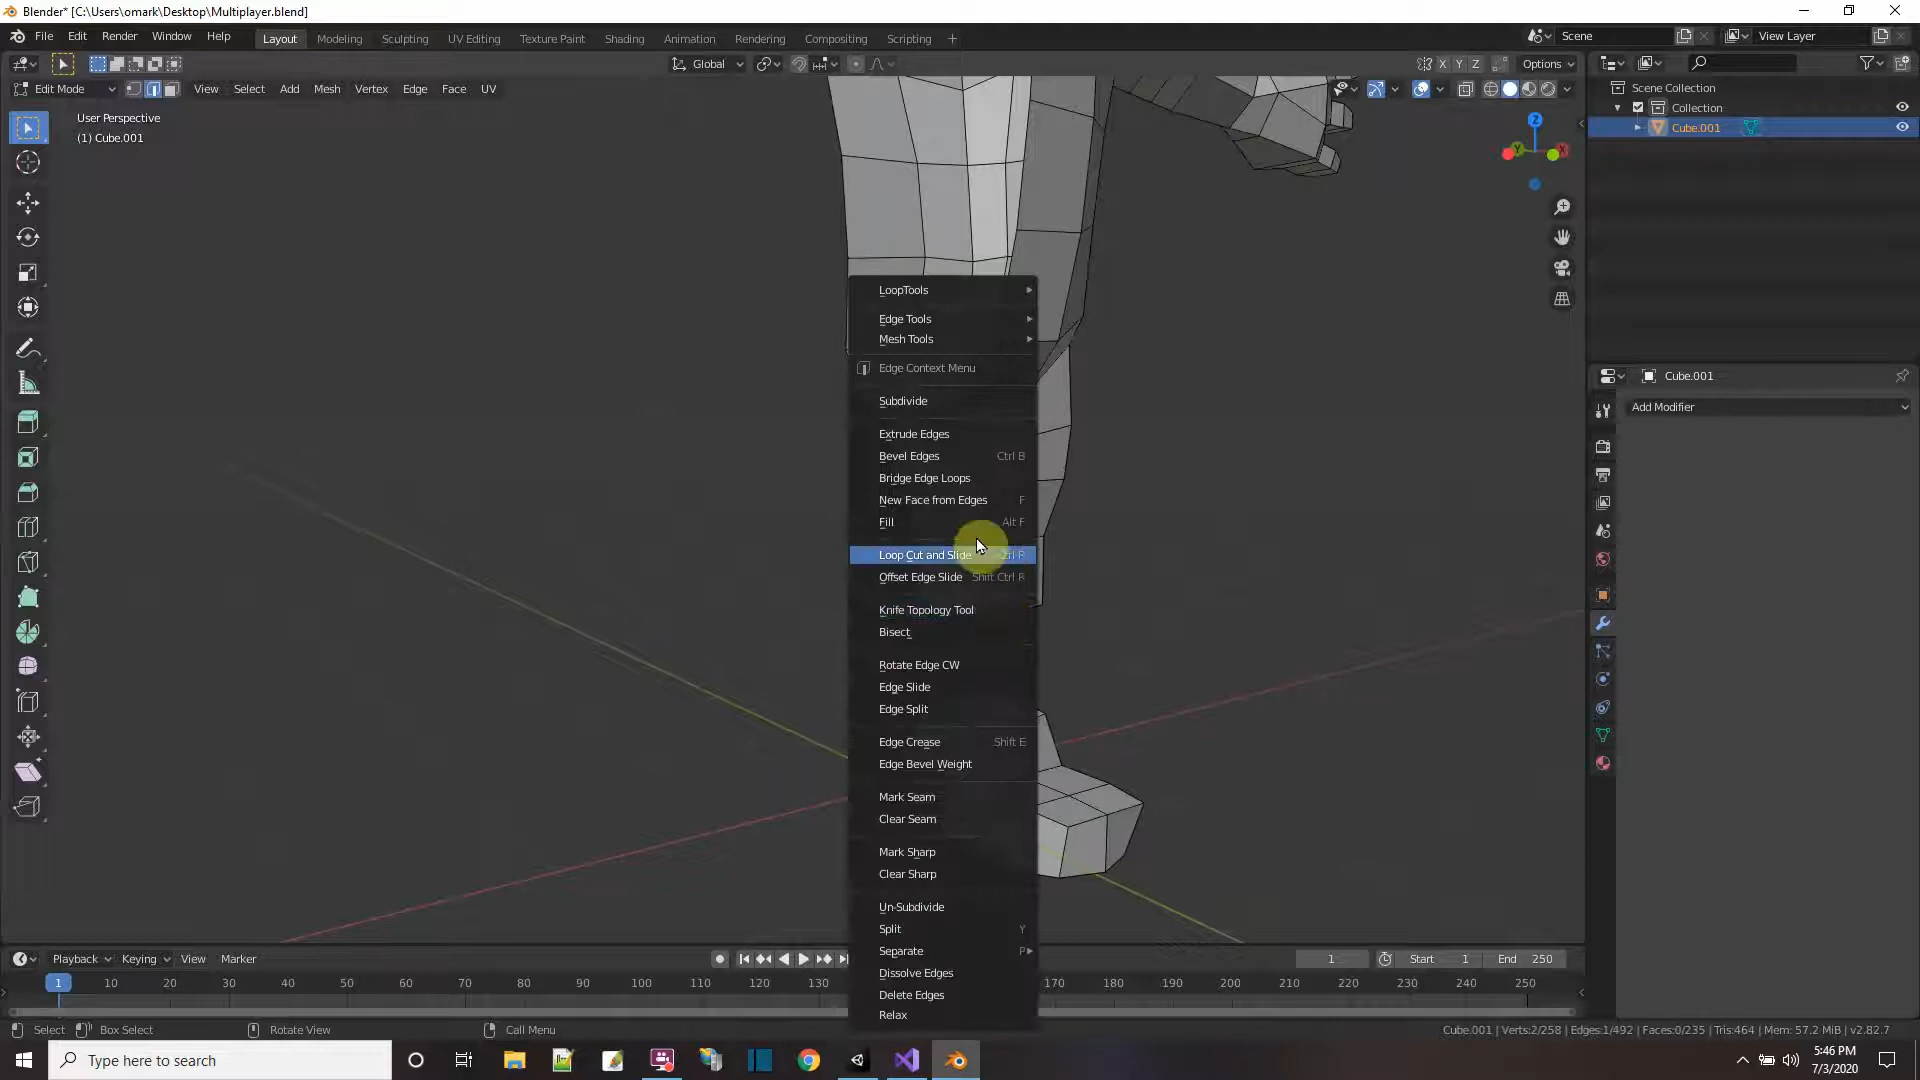 Blender* [C:\Users\omark\Desktop\Multiplayer.blend]
File Edit Render Window Help Layout Modeling Sculpting UV Editing Texture Paint Shading Animation Rendering Compositing Scripting + Scene View Layer
Global X Y Z Options
Edit Mode View Select Add Mesh Vertex Edge Face UV
User Perspective
(1) Cube.001
Z
Y X
Scene Collection
Collection
Cube.001
Cube.001
Add Modifier
LoopTools
Edge Tools
Mesh Tools
Edge Context Menu
Subdivide
Extrude Edges
Bevel Edges Ctrl B
Bridge Edge Loops
New Face from Edges F
Fill Alt F
Loop Cut and Slide Ctrl R
Offset Edge Slide Shift Ctrl R
Knife Topology Tool
Bisect
Rotate Edge CW
Edge Slide
Edge Split
Edge Crease Shift E
Edge Bevel Weight
Mark Seam
Clear Seam
Mark Sharp
Clear Sharp
Un-Subdivide
Split Y
Separate P
Dissolve Edges
Delete Edges
Relax
Playback Keying View Marker 1 Start 1 End 250
1 10 20 30 40 50 60 70 80 90 100 110 120 130 170 180 190 200 210 220 230 240 250
Select Box Select Rotate View Call Menu Cube.001 | Verts:2/258 | Edges:1/492 | Faces:0/235 | Tris:464 | Mem: 57.2 MiB | v2.82.7
Type here to search
5:46 PM
7/3/2020